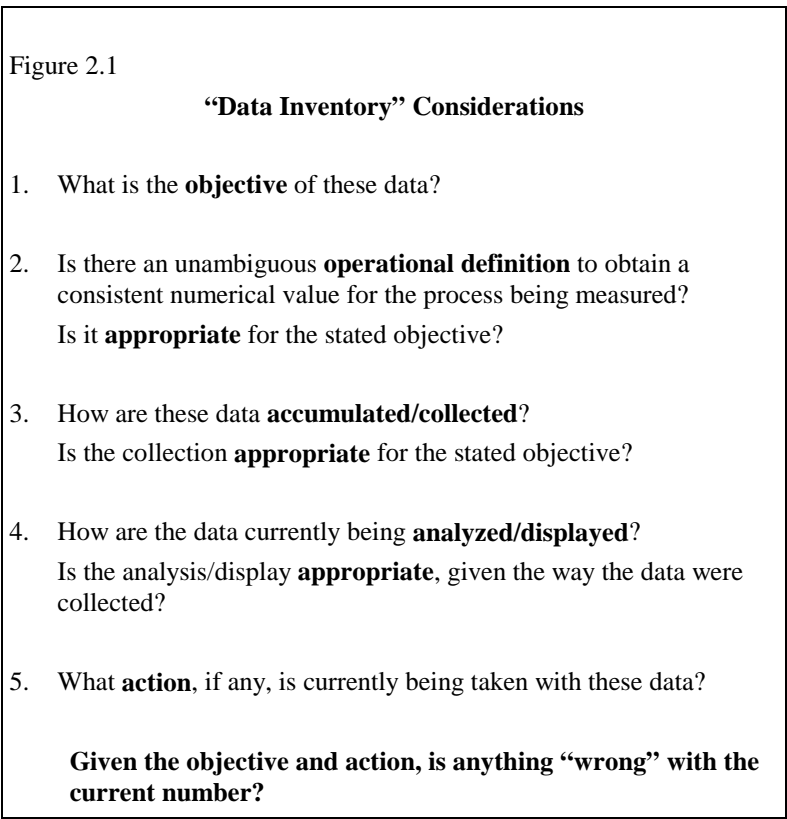 Figure 2.1
“Data Inventory” Considerations
1. What is the objective of these data?
2. Is there an unambiguous operational definition to obtain a
consistent numerical value for the process being measured?
Is it appropriate for the stated objective?
3. How are these data accumulated/collected?
Is the collection appropriate for the stated objective?
4. How are the data currently being analyzed/displayed?
Is the analysis/display appropriate, given the way the data were
collected?
5. What action, if any, is currently being taken with these data?
Given the objective and action, is anything “wrong” with the
current number?